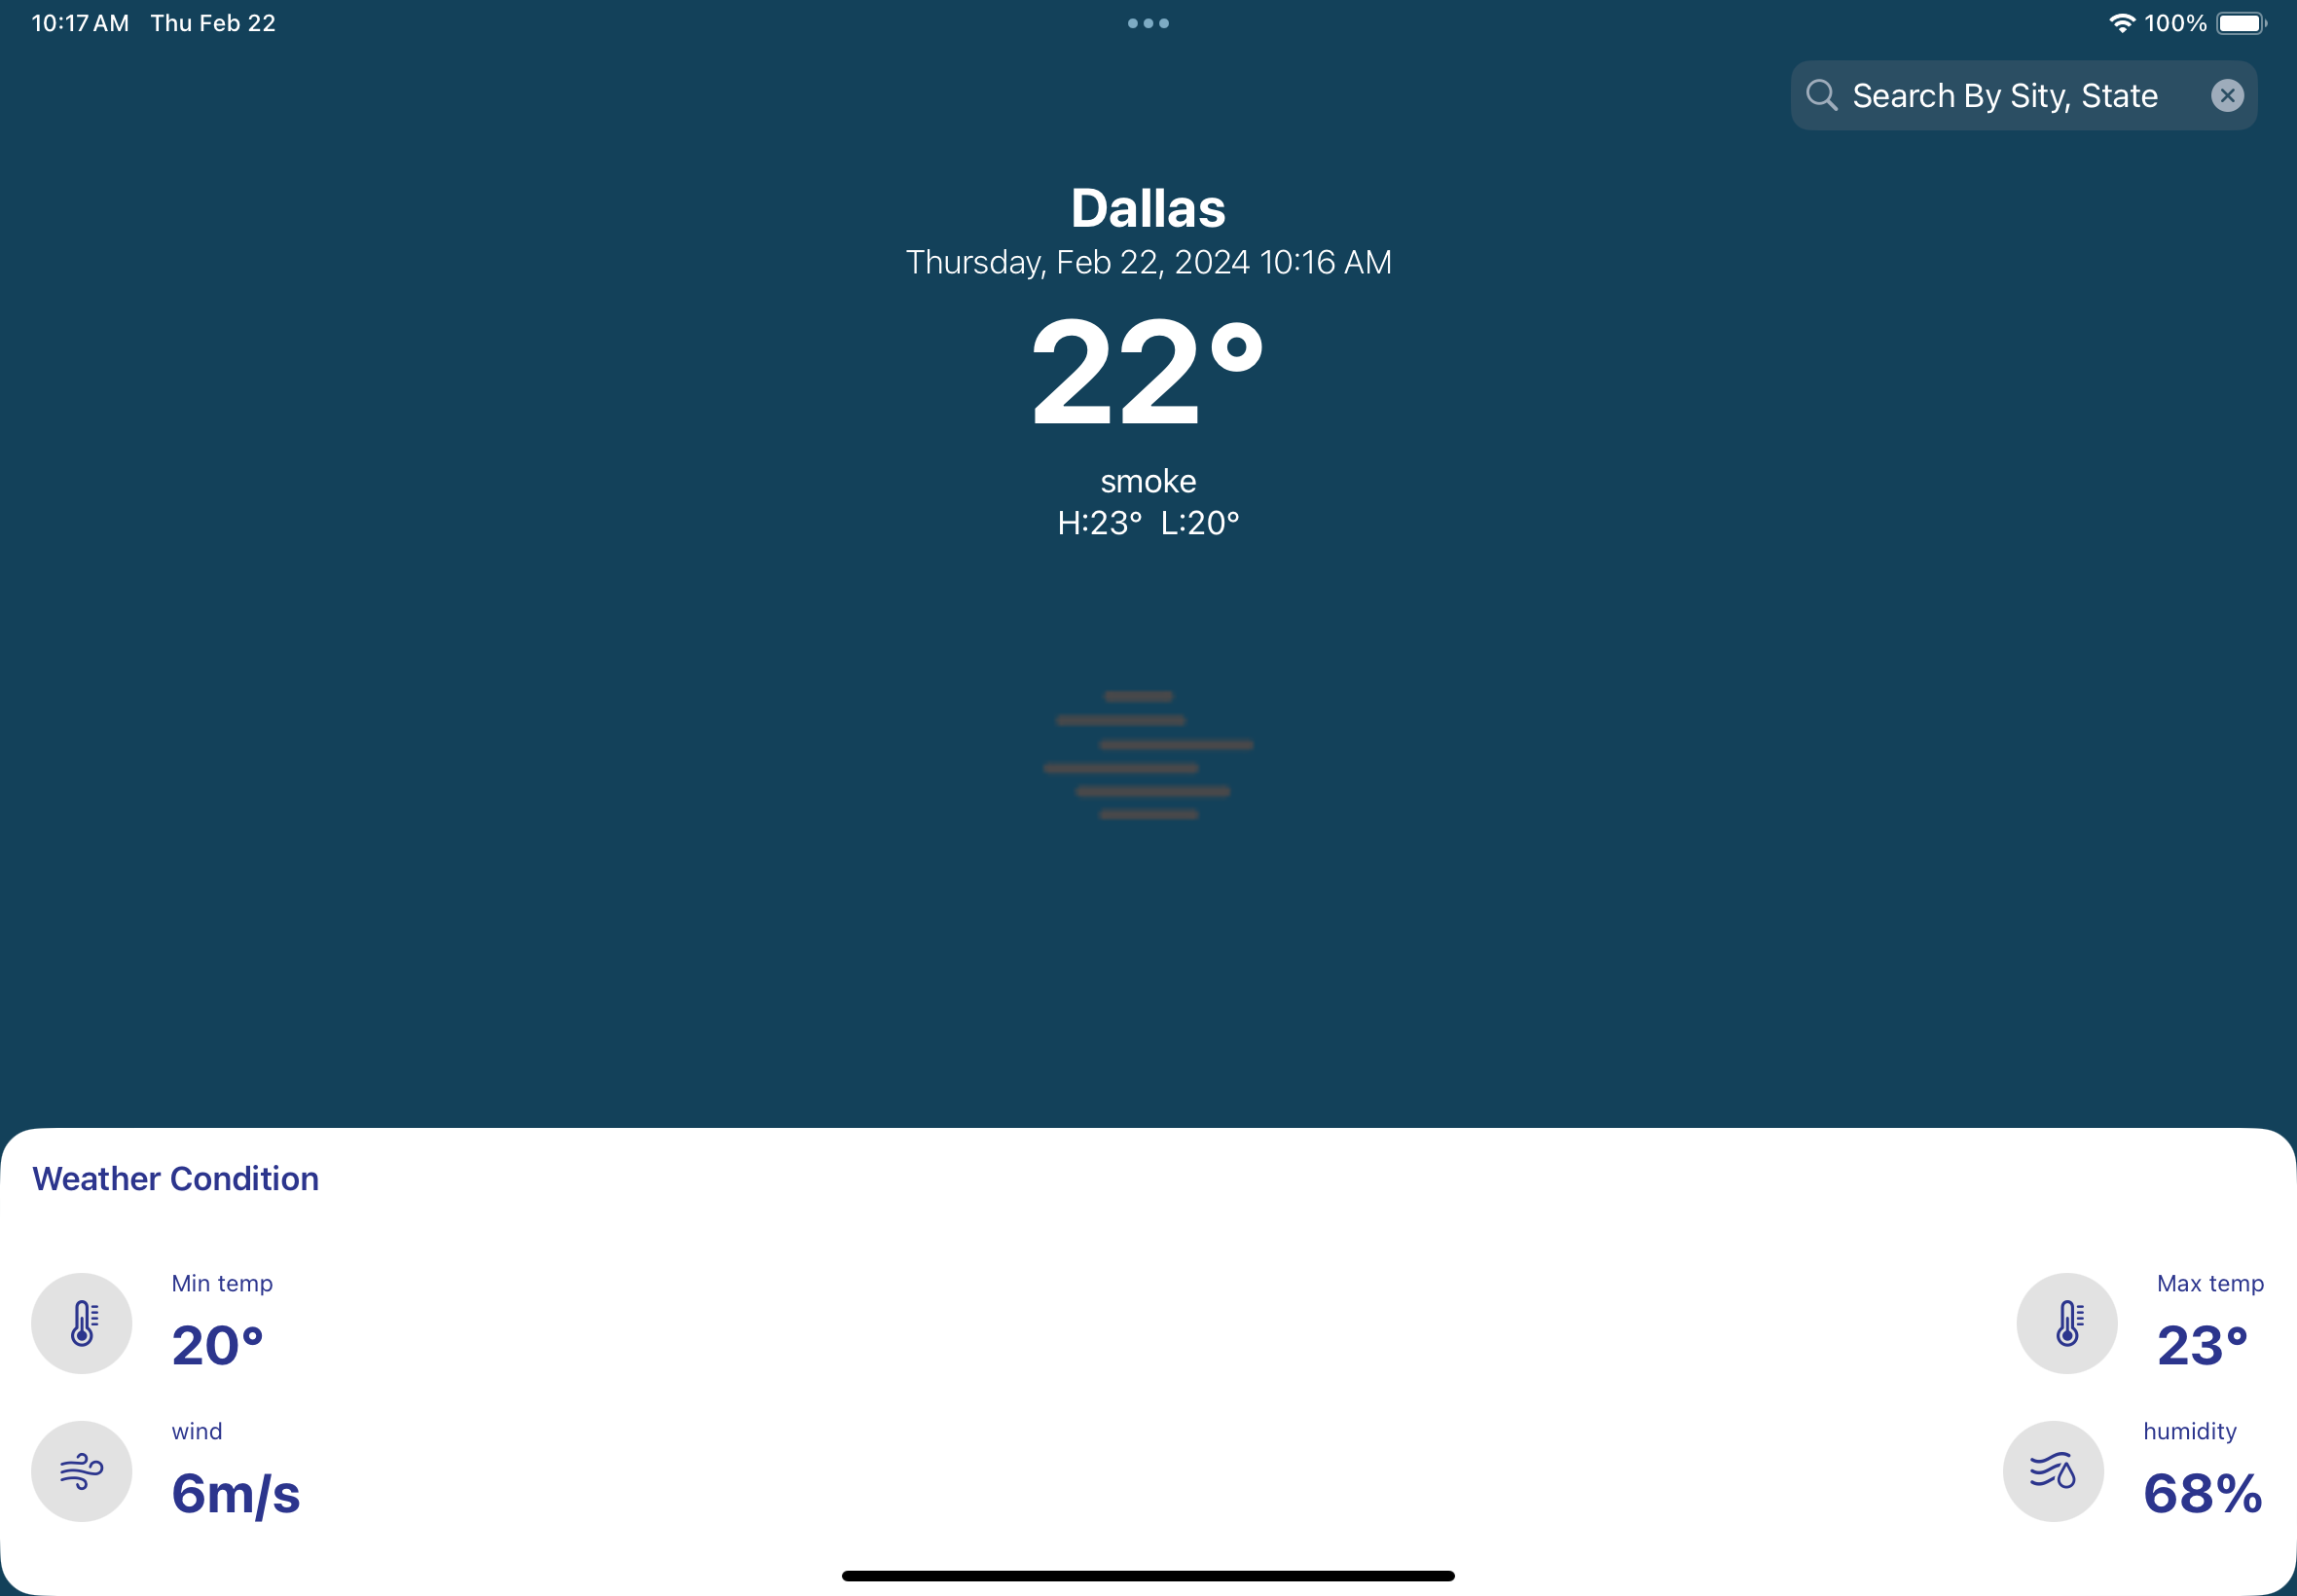 10:17 AM Thu Feb 22
100%
Search By Sity, State
Dallas
Thursday, Feb 22, 2024 10:16 AM
22°
smoke
H:23° L:20°
Weather Condition
Min temp
20°
Max temp
23°
wind
6m/s
humidity
68%